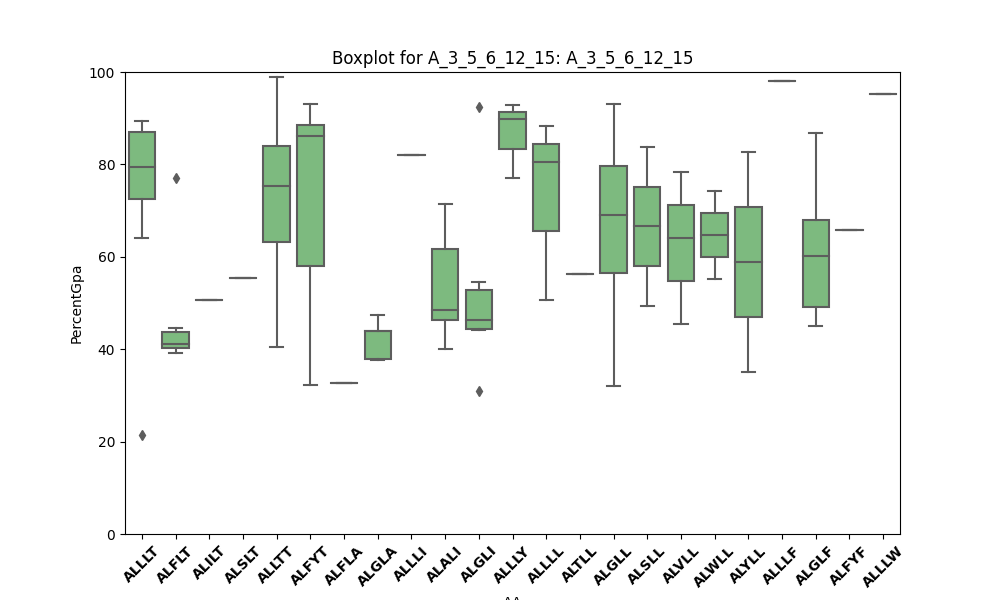 Boxplot for A_3_5_6_12_15: A_3_5_6_12_15
100
80
60
40
20
0
PercentGpa
ALLLT ALFLT ALILT ALSLT ALLTT ALFYT ALFLA ALGLA ALLLI ALALI ALGLI ALLLY ALLLL ALTLL ALGLL ALSLL ALVLL ALWLL ALYLL ALLLF ALGLF ALFYF ALLLW
AA